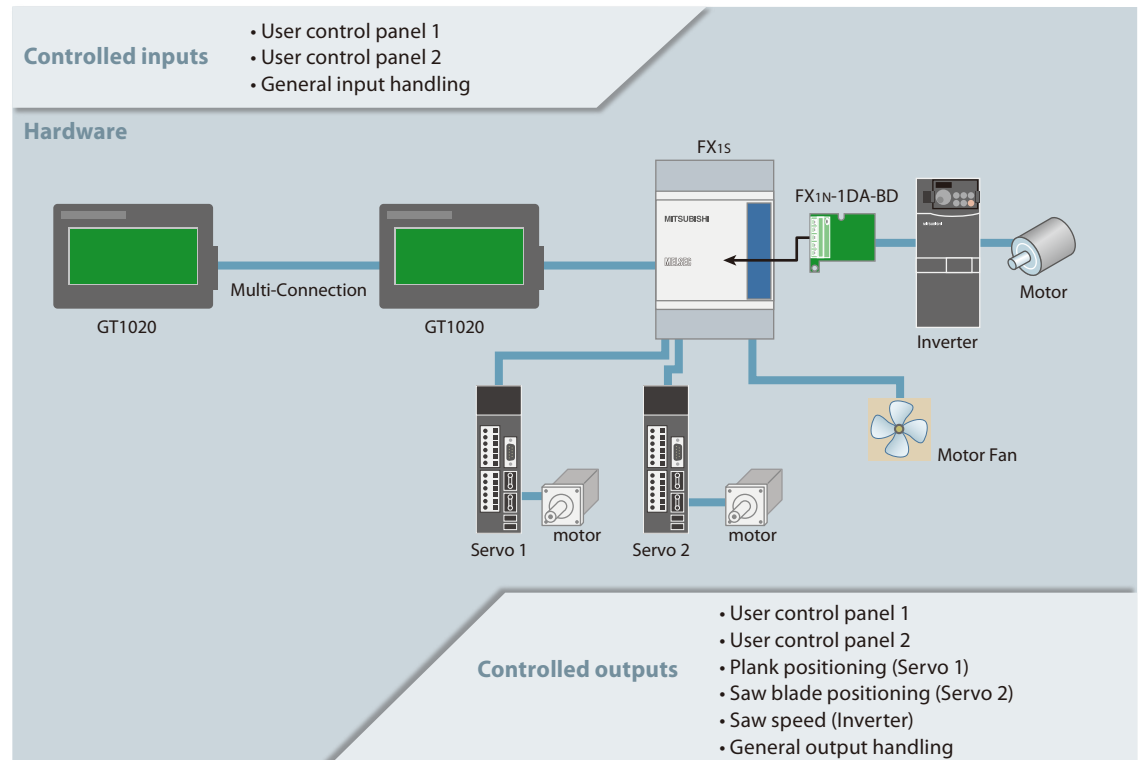 Controlled inputs
• User control panel 1
• User control panel 2
• General input handling
Hardware
FX1S
FX1N-1DA-BD
MITSUBISHI
MELSEC
Multi-Connection
GT1020
GT1020
Inverter
Motor
Motor Fan
motor
motor
Servo 1
Servo 2
Controlled outputs
• User control panel 1
• User control panel 2
• Plank positioning (Servo 1)
• Saw blade positioning (Servo 2)
• Saw speed (Inverter)
• General output handling